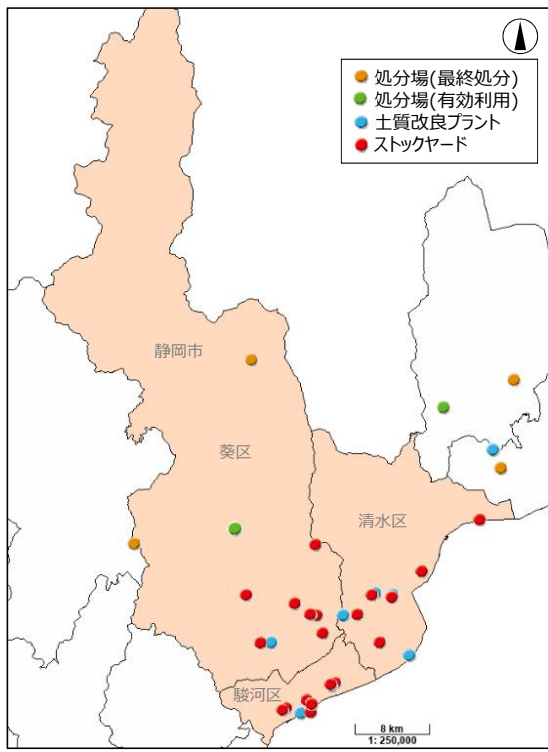 処分場(最終処分)
処分場(有効利用)
土質改良プラント
ストックヤード
静岡市
葵区
清水区
駿河区
8 km
1: 250,000